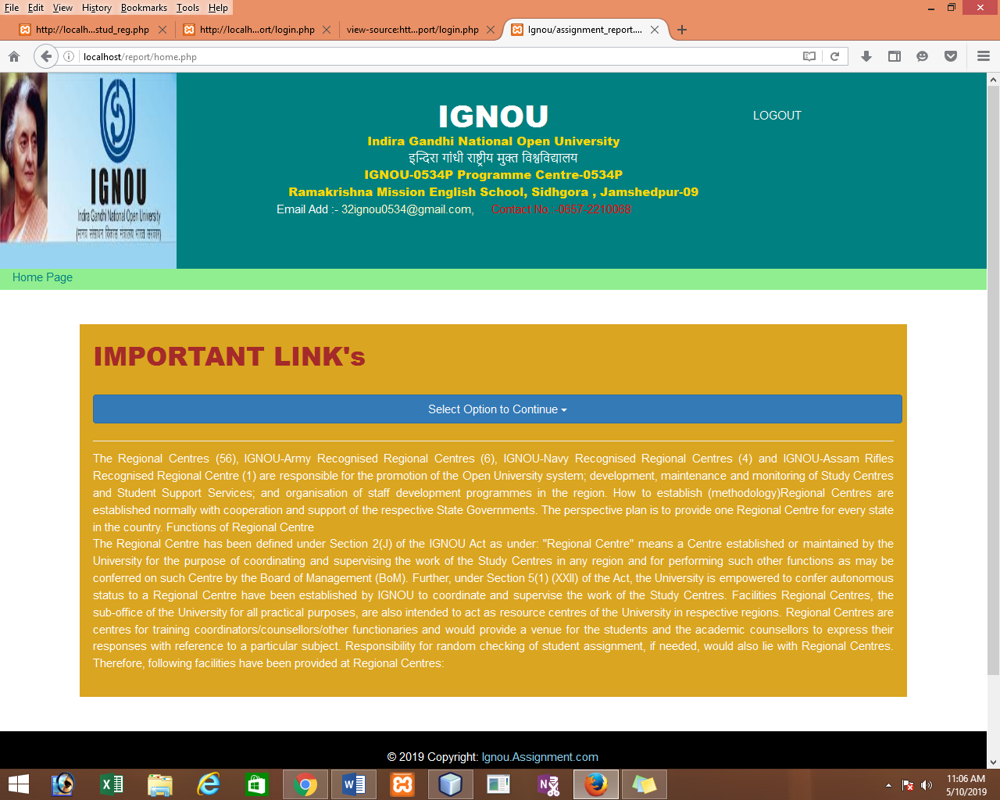 File Edit View History Bookmarks Tools Help
http://localh...stud_reg.php
http://localh...ort/login.php
view-source:htt...port/login.php
Ignou/assignment_report....
localhost/report/home.php
IGNOU
Indira Gandhi National Open University
IGNOU
LOGOUT
Indira Gandhi National Open University
इन्दिरा गांधी राष्ट्रीय मुक्त विश्वविद्यालय
IGNOU-0534P Programme Centre-0534P
Ramakrishna Mission English School, Sidhgora , Jamshedpur-09
Email Add :- 32ignou0534@gmail.com, Contact No.: 0657-2210068
Home Page
IMPORTANT LINK's
Select Option to Continue
The Regional Centres (56), IGNOU-Army Recognised Regional Centres (6), IGNOU-Navy Recognised Regional Centres (4) and IGNOU-Assam Rifles
Recognised Regional Centre (1) are responsible for the promotion of the Open University system; development, maintenance and monitoring of Study Centres
and Student Support Services; and organisation of staff development programmes in the region. How to establish (methodology)Regional Centres are
established normally with cooperation and support of the respective State Governments. The perspective plan is to provide one Regional Centre for every state
in the country. Functions of Regional Centre
The Regional Centre has been defined under Section 2(J) of the IGNOU Act as under: "Regional Centre" means a Centre established or maintained by the
University for the purpose of coordinating and supervising the work of the Study Centres in any region and for performing such other functions as may be
conferred on such Centre by the Board of Management (BoM). Further, under Section 5(1) (XXII) of the Act, the University is empowered to confer autonomous
status to a Regional Centre have been established by IGNOU to coordinate and supervise the work of the Study Centres. Facilities Regional Centres, the
sub-office of the University for all practical purposes, are also intended to act as resource centres of the University in respective regions. Regional Centres are
centres for training coordinators/counsellors/other functionaries and would provide a venue for the students and the academic counsellors to express their
responses with reference to a particular subject. Responsibility for random checking of student assignment, if needed, would also lie with Regional Centres.
Therefore, following facilities have been provided at Regional Centres:
© 2019 Copyright: Ignou.Assignment.com
11:06 AM
5/10/2019